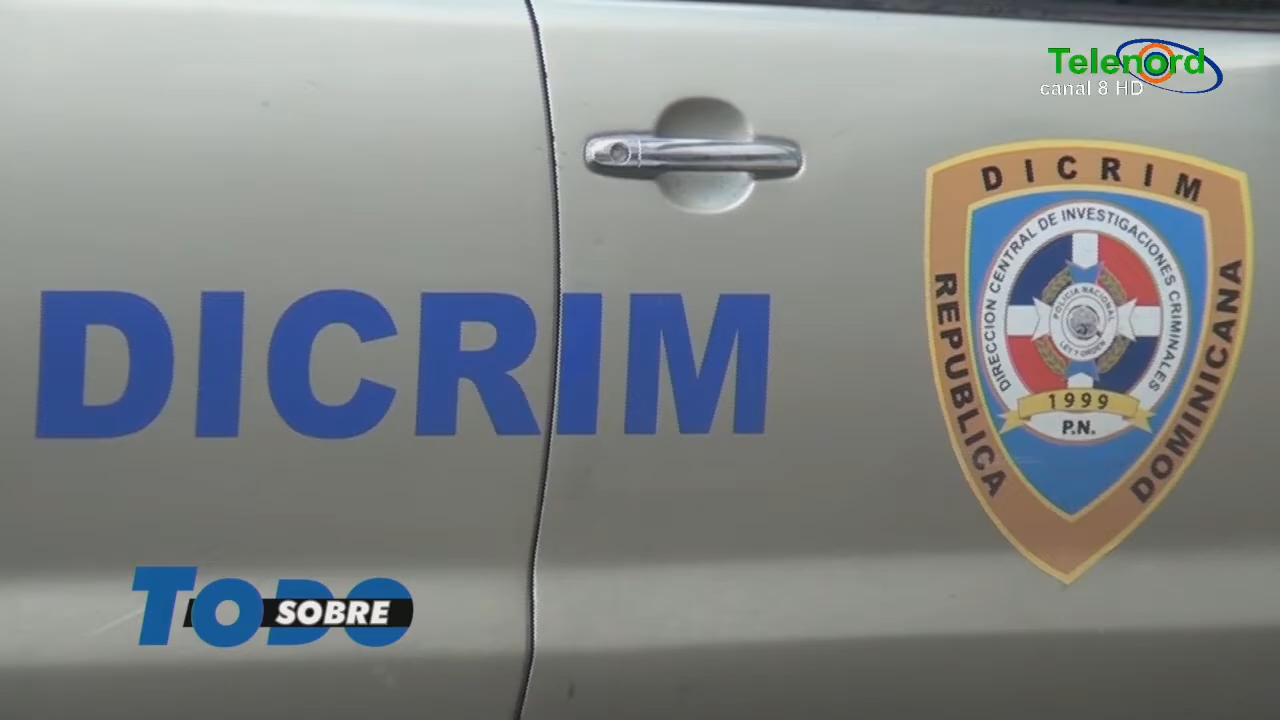 Telenord
canal 8 HD
DICRIM
REPUBLICA
DOMINICANA
DIRECCION CENTRAL DE INVESTIGACIONES CRIMINALES
POLICIA NACIONAL
LEY Y ORDEN
1999
P.N.
DICRIM
TODO
SOBRE